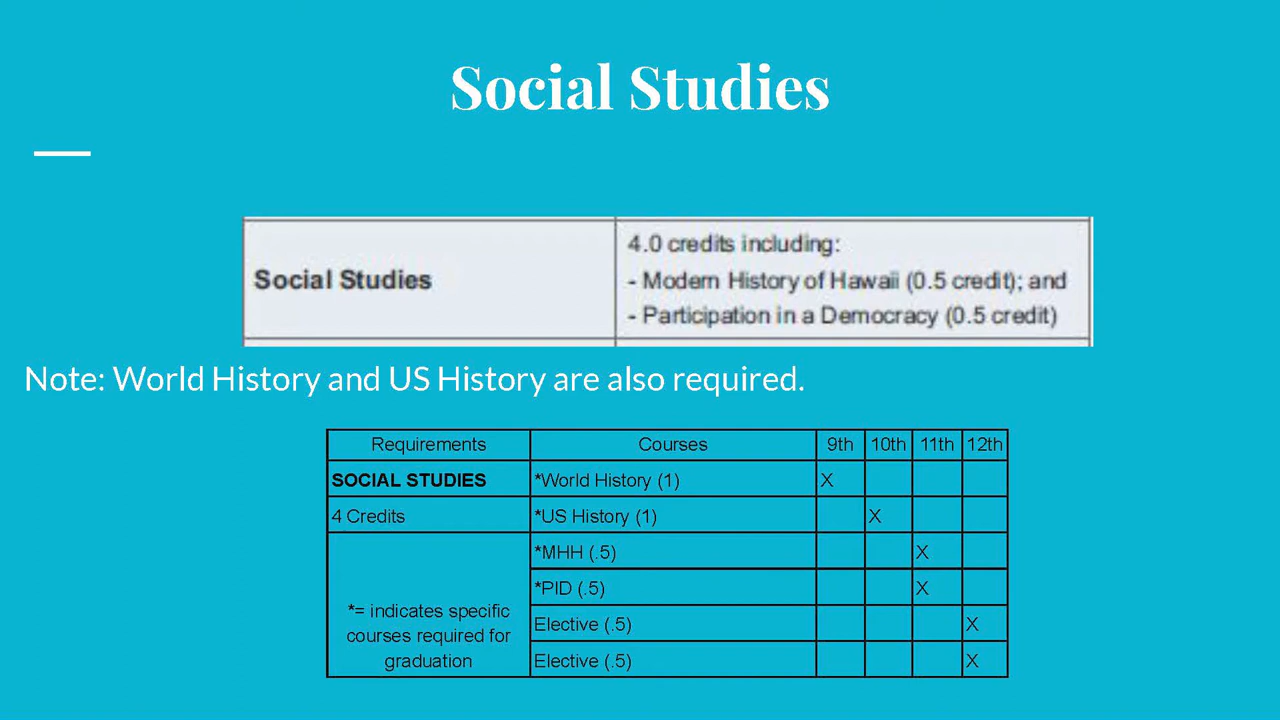 Social Studies
Social Studies
4.0 credits including:
- Modern History of Hawaii (0.5 credit); and
- Participation in a Democracy (0.5 credit)
Note: World History and US History are also required.
Requirements Courses 9th 10th 11th 12th
SOCIAL STUDIES *World History (1) X
4 Credits *US History (1) X
*MHH (.5) X
*PID (.5) X
*= indicates specific
courses required for
graduation
Elective (.5) X
Elective (.5) X